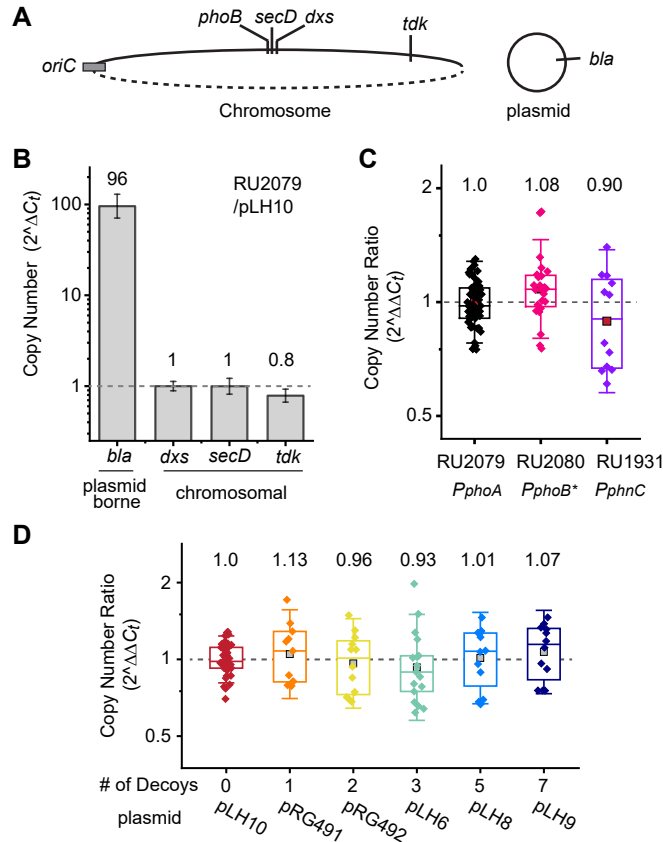 A
phoB secD dxs
tdk
oriC
bla
Chromosome
plasmid
B
RU2079
/pLH10
Copy Number (2^ΔΔCt)
100
10
1
96
1
1
0.8
bla
dxs
secD
tdk
plasmid
borne
chromosomal
C
Copy Number Ratio
(2^ΔΔCt)
2
1
0.5
1.0
1.08
0.90
RU2079
RU2080
RU1931
PphoA
PphoB*
PphnC
D
Copy Number Ratio
(2^ΔΔCt)
2
1
0.5
1.0
1.13
0.96
0.93
1.01
1.07
# of Decoys
0
1
2
3
5
7
plasmid
pLH10
pRG491
pRG492
pLH6
pLH8
pLH9